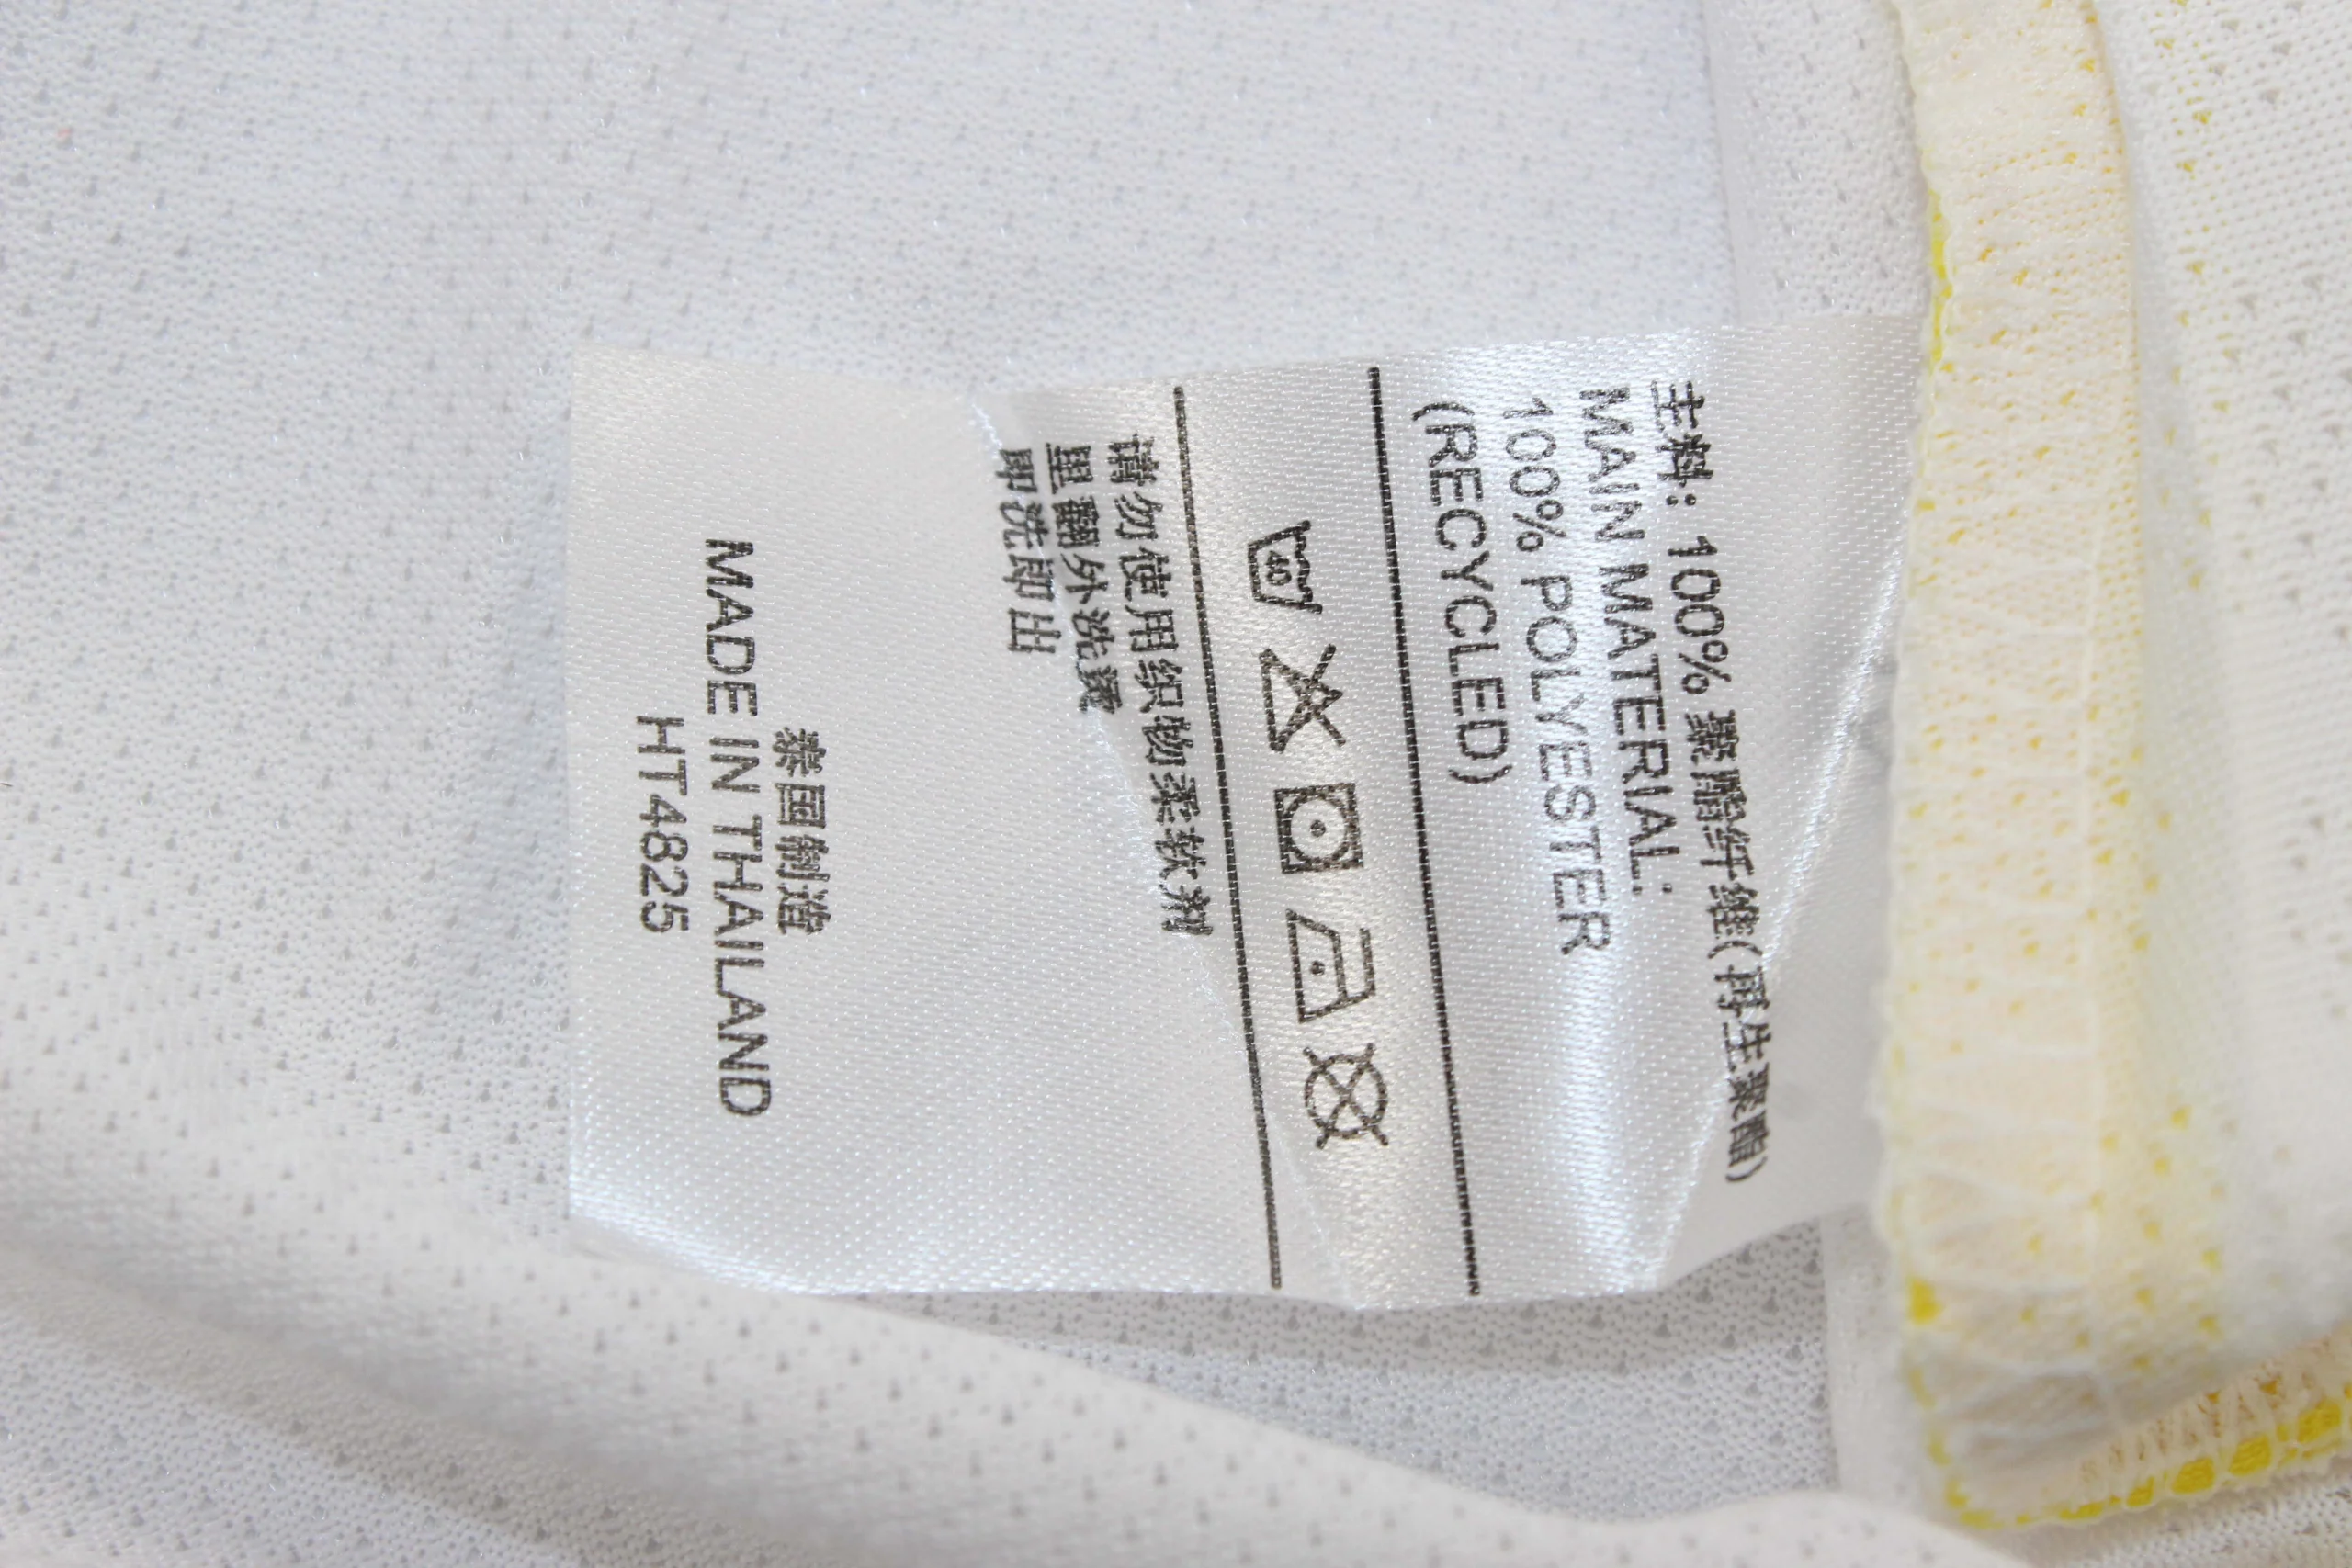 主料: 100% 聚酯纤维(再生聚酯)
MAIN MATERIAL:
100% POLYESTER
(RECYCLED)
40
请勿使用织物柔软剂
里翻外洗涤
即洗即出
泰国制造
MADE IN THAILAND
HT4825